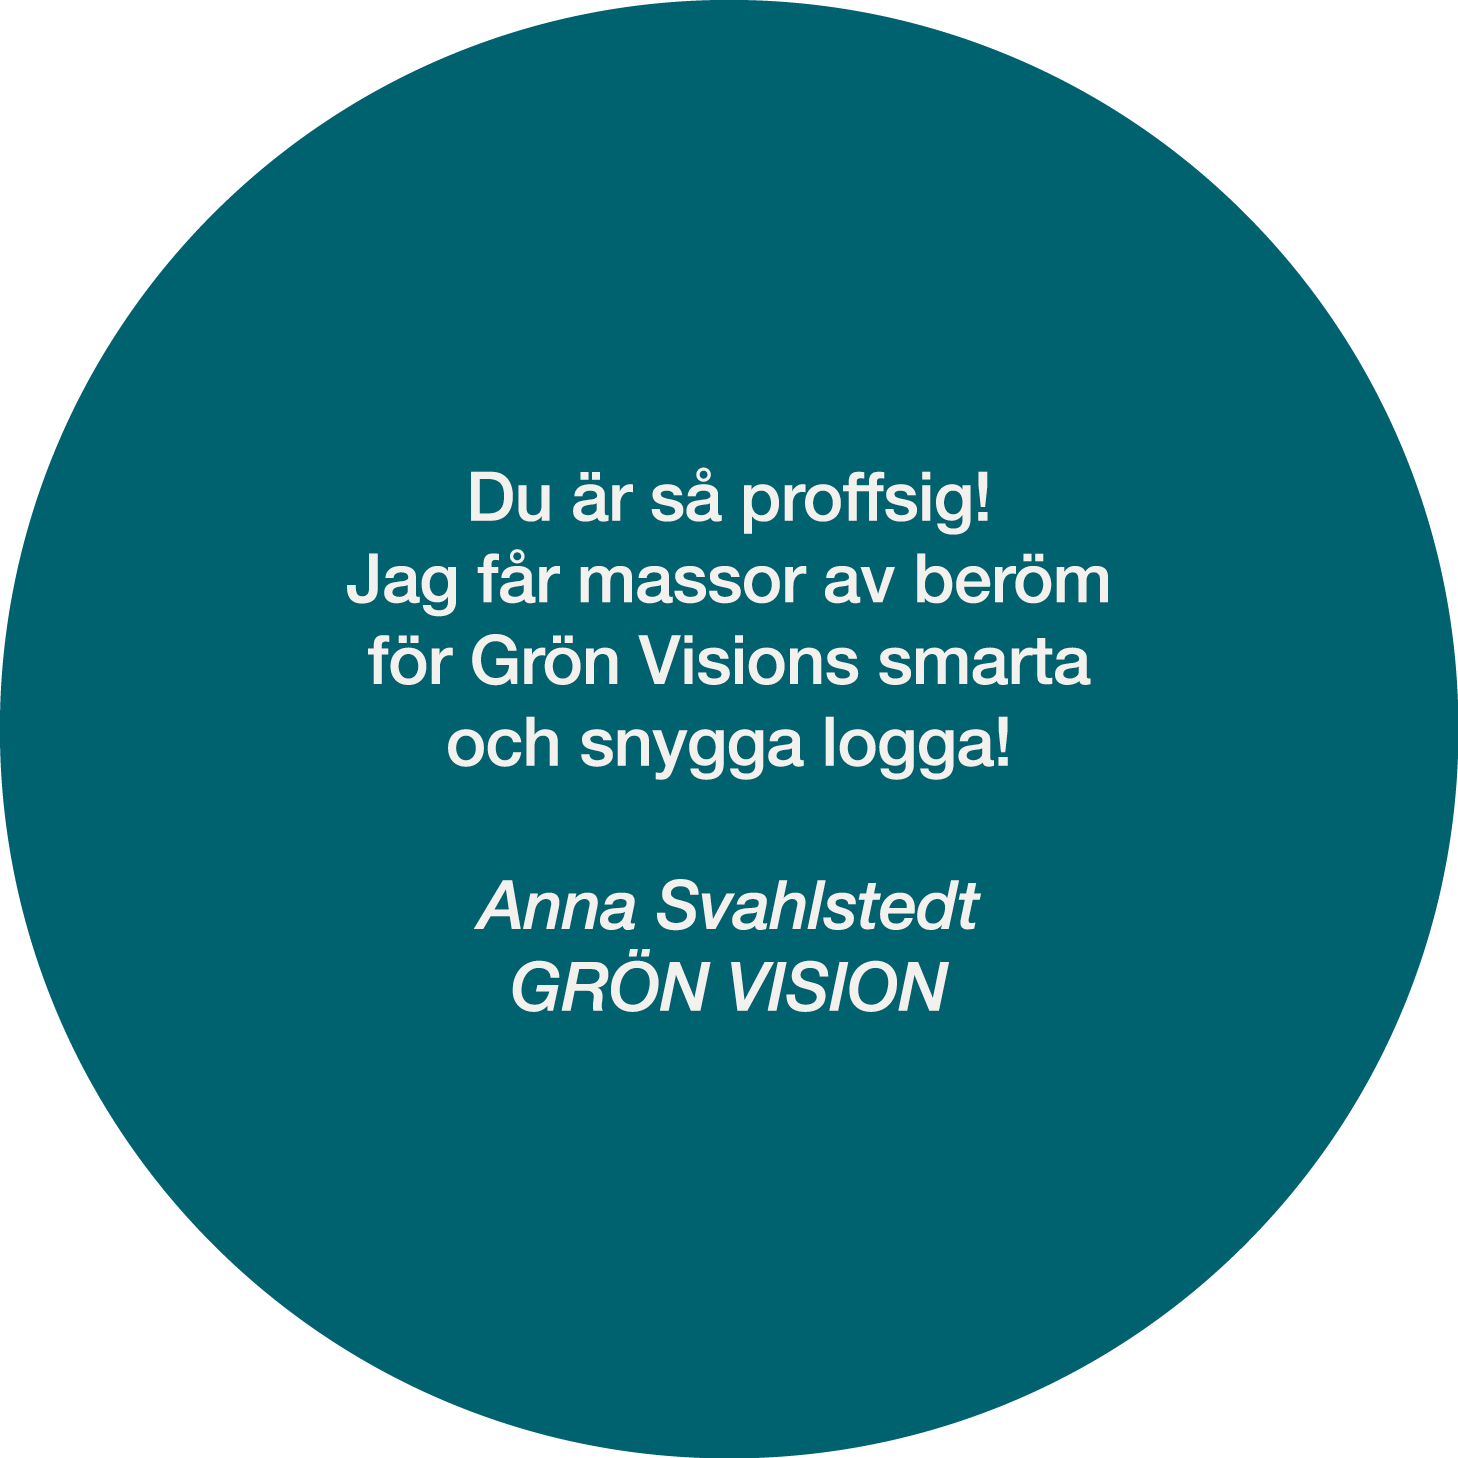 Du är så proffsig!
Jag får massor av beröm
för Grön Visions smarta
och snygga logga!
Anna Svahlstedt
GRÖN VISION